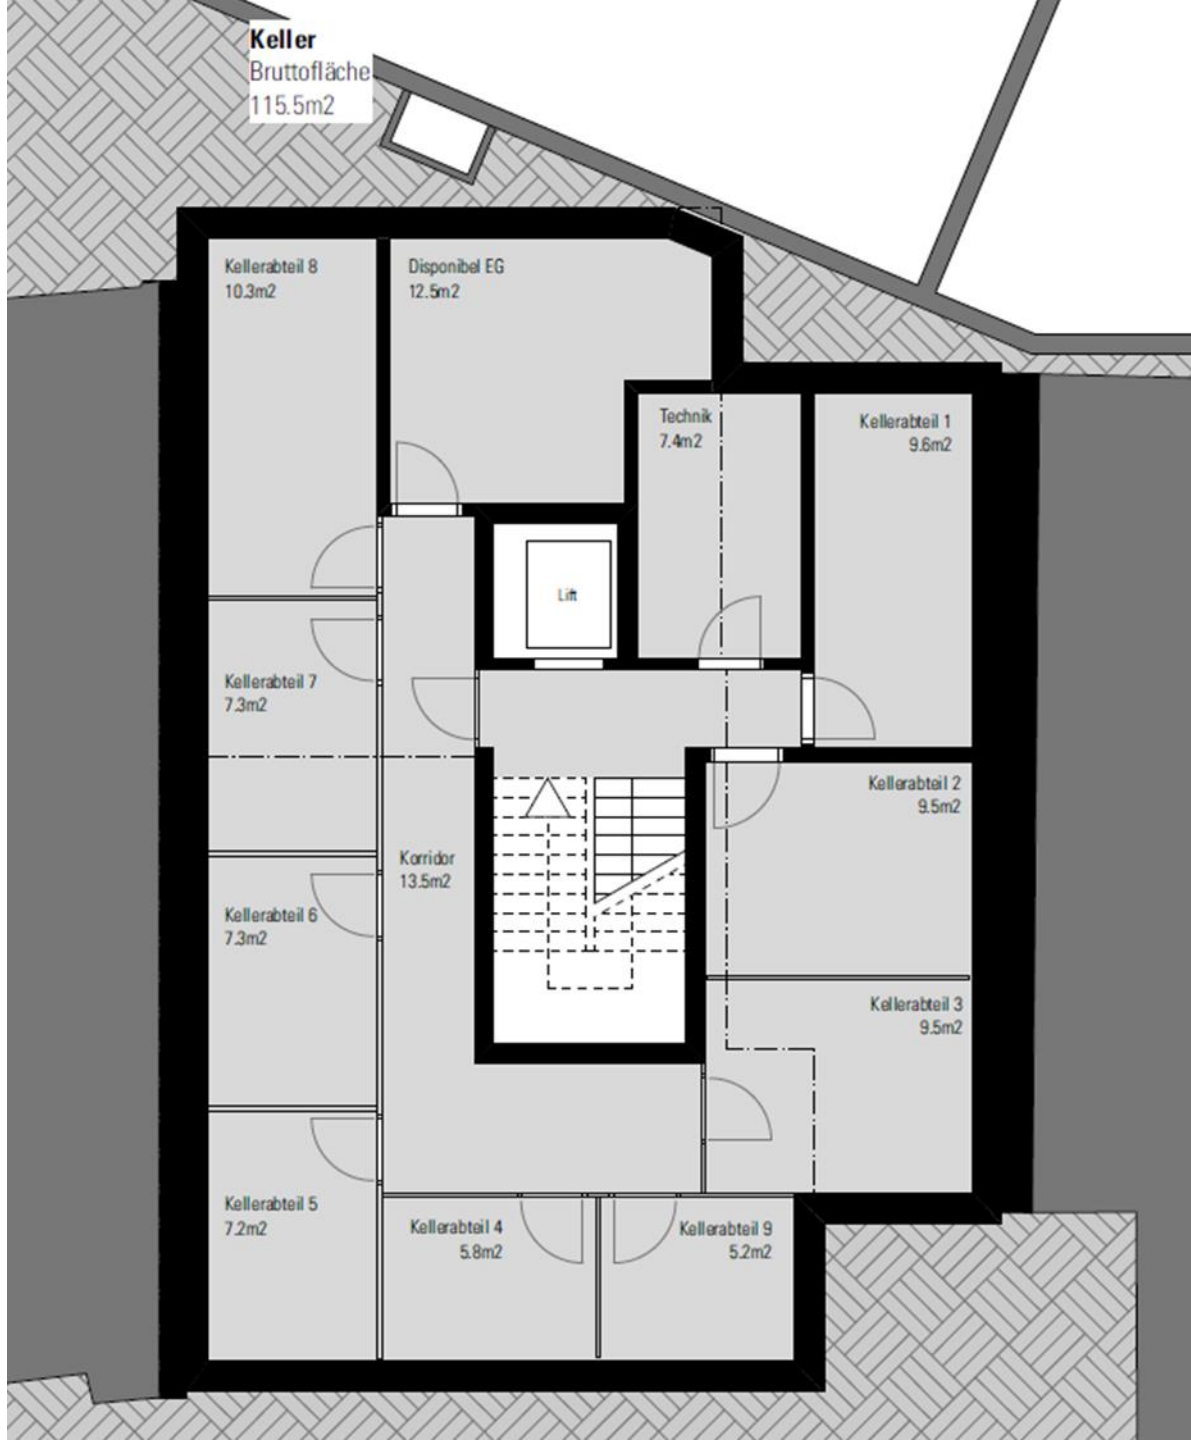 Keller
Bruttofläche
115.5m2
Kellerabteil 8
10.3m2
Disponibel EG
12.5m2
Technik
7.4m2
Kellerabteil 1
9.6m2
Lift
Kellerabteil 7
7.3m2
Kellerabteil 2
9.5m2
Korridor
13.5m2
Kellerabteil 6
7.3m2
Kellerabteil 3
9.5m2
Kellerabteil 5
7.2m2
Kellerabteil 4
5.8m2
Kellerabteil 9
5.2m2